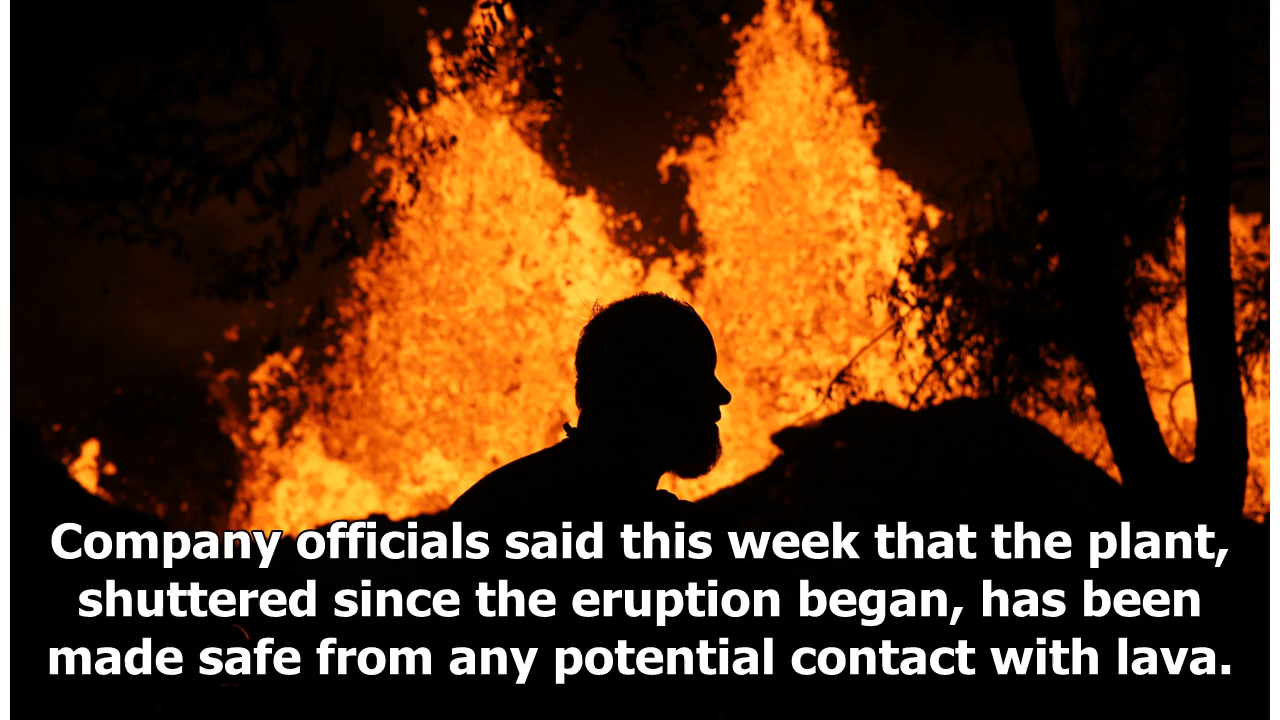 Company officials said this week that the plant,
shuttered since the eruption began, has been
made safe from any potential contact with lava.